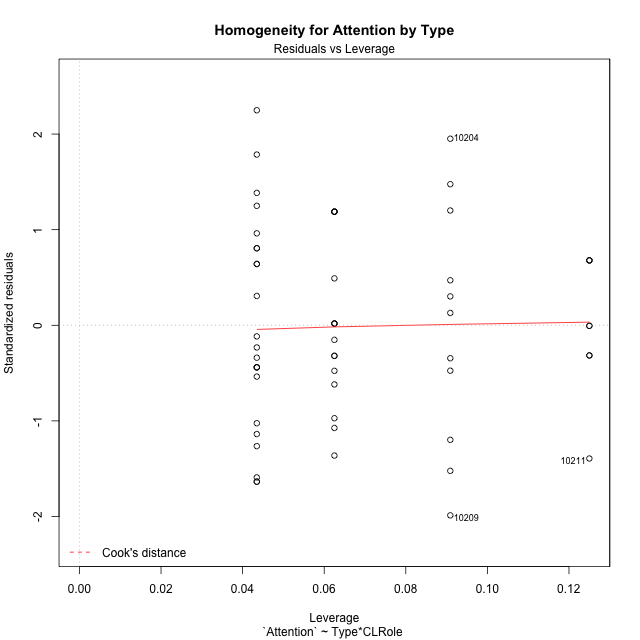 Homogeneity for Attention by Type
Residuals vs Leverage
Standardized residuals
2
1
0
-1
-2
10204
10211
10209
Cook's distance
0.00 0.02 0.04 0.06 0.08 0.10 0.12
Leverage
`Attention` ~ Type*CLRole